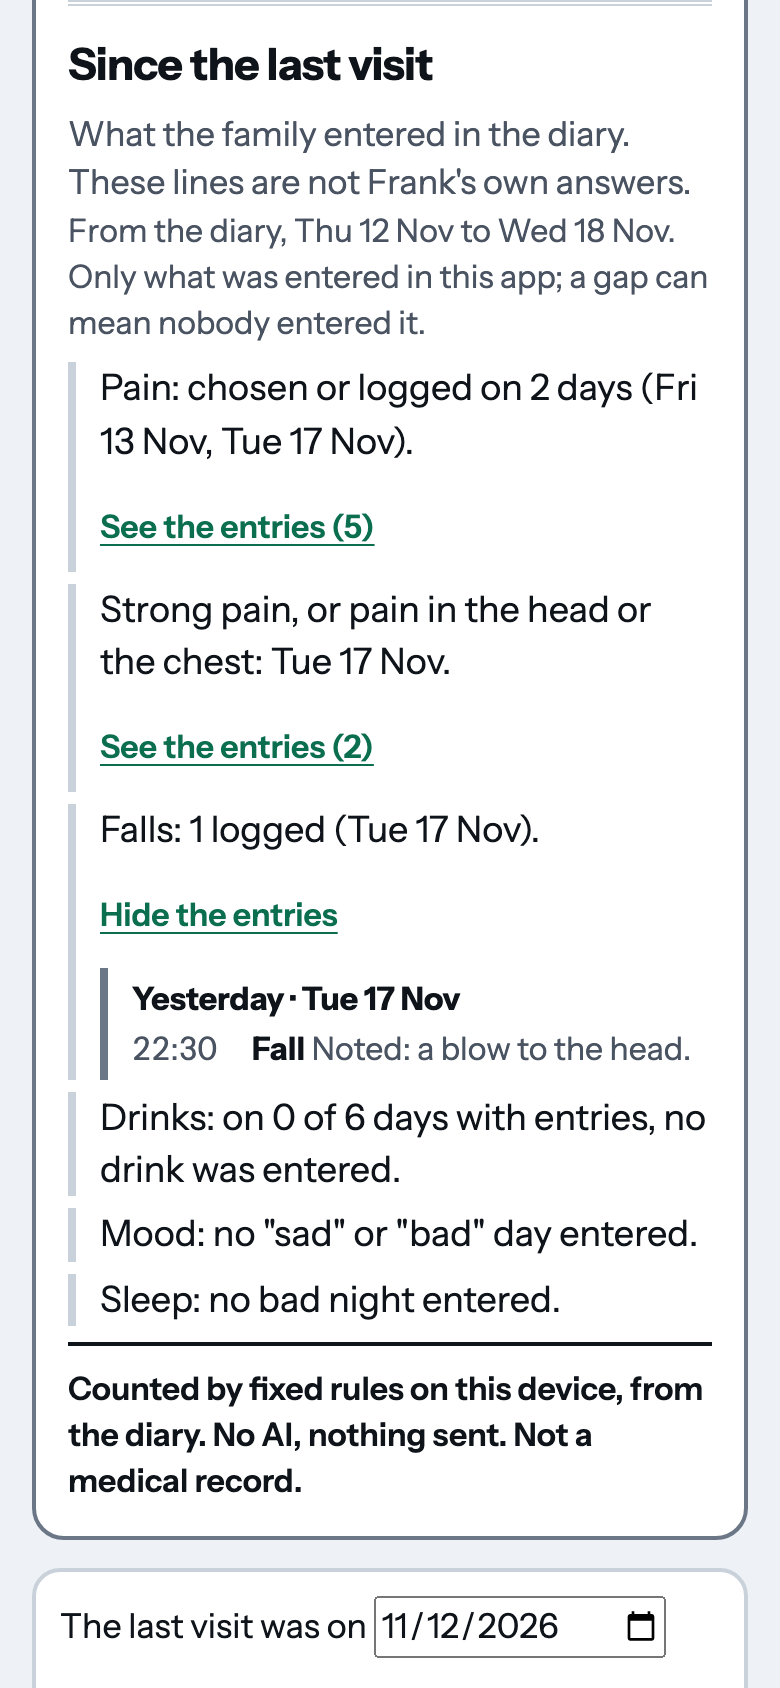 Since the last visit
What the family entered in the diary.
These lines are not Frank's own answers.
From the diary, Thu 12 Nov to Wed 18 Nov.
Only what was entered in this app; a gap can
mean nobody entered it.
Pain: chosen or logged on 2 days (Fri
13 Nov, Tue 17 Nov).
See the entries (5)
Strong pain, or pain in the head or
the chest: Tue 17 Nov.
See the entries (2)
Falls: 1 logged (Tue 17 Nov).
Hide the entries
Yesterday · Tue 17 Nov
22:30 Fall Noted: a blow to the head.
Drinks: on 0 of 6 days with entries, no
drink was entered.
Mood: no "sad" or "bad" day entered.
Sleep: no bad night entered.
Counted by fixed rules on this device, from
the diary. No AI, nothing sent. Not a
medical record.
The last visit was on 11/12/2026